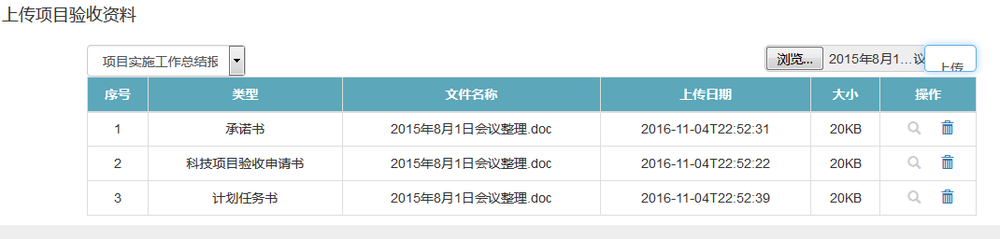 上传项目验收资料
项目实施工作总结报
浏览... 2015年8月1...议 上传
序号 类型 文件名称 上传日期 大小 操作
1 承诺书 2015年8月1日会议整理.doc 2016-11-04T22:52:31 20KB
2 科技项目验收申请书 2015年8月1日会议整理.doc 2016-11-04T22:52:22 20KB
3 计划任务书 2015年8月1日会议整理.doc 2016-11-04T22:52:39 20KB